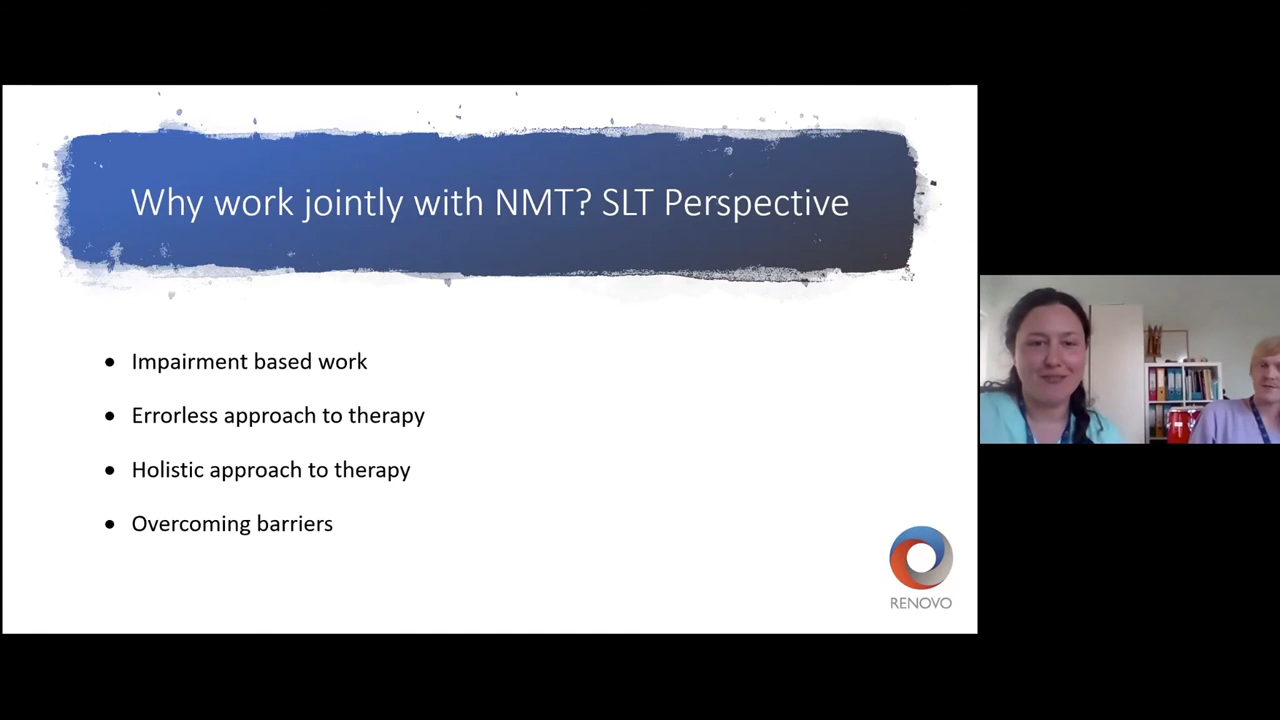 Why work jointly with NMT? SLT Perspective
• Impairment based work
• Errorless approach to therapy
• Holistic approach to therapy
• Overcoming barriers
RENOVO